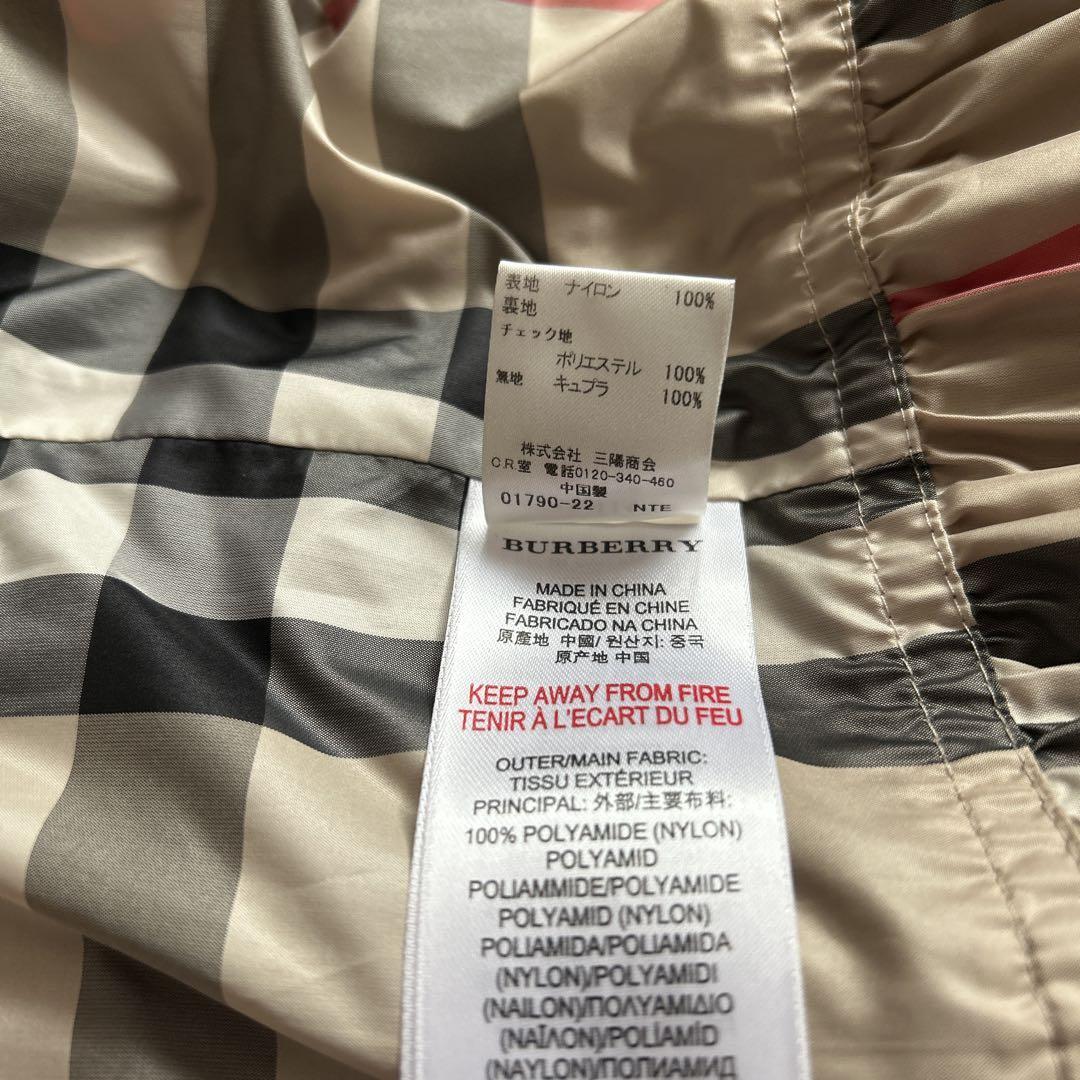 表地 ナイロン 100%
裏地
チェック地
ポリエステル 100%
無地 キュプラ 100%
株式会社 三陽商会
C.R.室 電話0120-340-460
中国製
01790-22 NTE
BURBERRY
MADE IN CHINA
FABRIQUÉ EN CHINE
FABRICADO NA CHINA
原產地 中國/ 원산지: 중국
原产地 中国
KEEP AWAY FROM FIRE
TENIR À L'ECART DU FEU
OUTER/MAIN FABRIC:
TISSU EXTÉRIEUR
PRINCIPAL: 外部/主要布料:
100% POLYAMIDE (NYLON)
POLYAMID
POLIAMMIDE/POLYAMIDE
POLYAMID (NYLON)
POLIAMIDA/POLIAMIDA
(NYLON)/POLYAMIDI
(NAILON)/ΠΟΛΥΑΜΙΔΙΟ
(ΝΑΪΛΟΝ)/POLİAMİD
(NAYLON)/ПОЛИАМИД